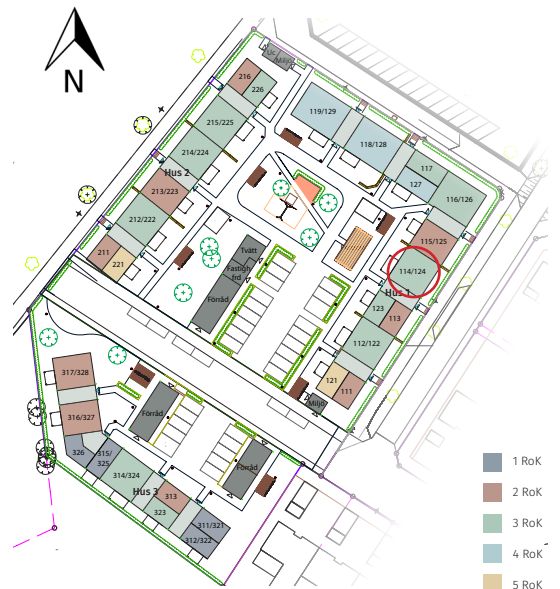 N
Uc
Miljö
216
226
119/129
215/225
118/128
117
127
116/126
214/224
Hus 2
213/223
115/125
212/222
114/124
Hus 1
211
221
Tvätt
Fastigh
frd
Förråd
123
113
112/122
121
111
Miljö
317/328
316/327
Förråd
326
315/
325
314/324
Förråd
Hus 3
313
323
311/321
312/322
1 RoK
2 RoK
3 RoK
4 RoK
5 RoK